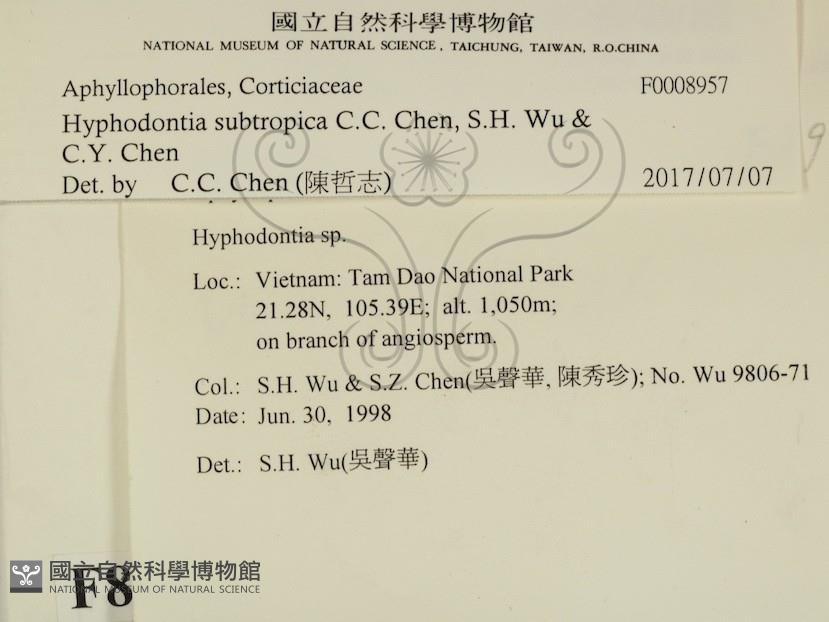 國立自然科學博物館
NATIONAL MUSEUM OF NATURAL SCIENCE, TAICHUNG, TAIWAN, R.O.CHINA
Aphyllophorales, Corticiaceae F0008957
Hyphodontia subtropica C.C. Chen, S.H. Wu &
C.Y. Chen
Det. by C.C. Chen (陳哲志) 2017/07/07
Hyphodontia sp.
Loc.: Vietnam: Tam Dao National Park
21.28N, 105.39E; alt. 1,050m;
on branch of angiosperm.
Col.: S.H. Wu & S.Z. Chen(吳聲華, 陳秀珍); No. Wu 9806-71
Date: Jun. 30, 1998
Det.: S.H. Wu(吳聲華)
F8
國立自然科學博物館
NATIONAL MUSEUM OF NATURAL SCIENCE